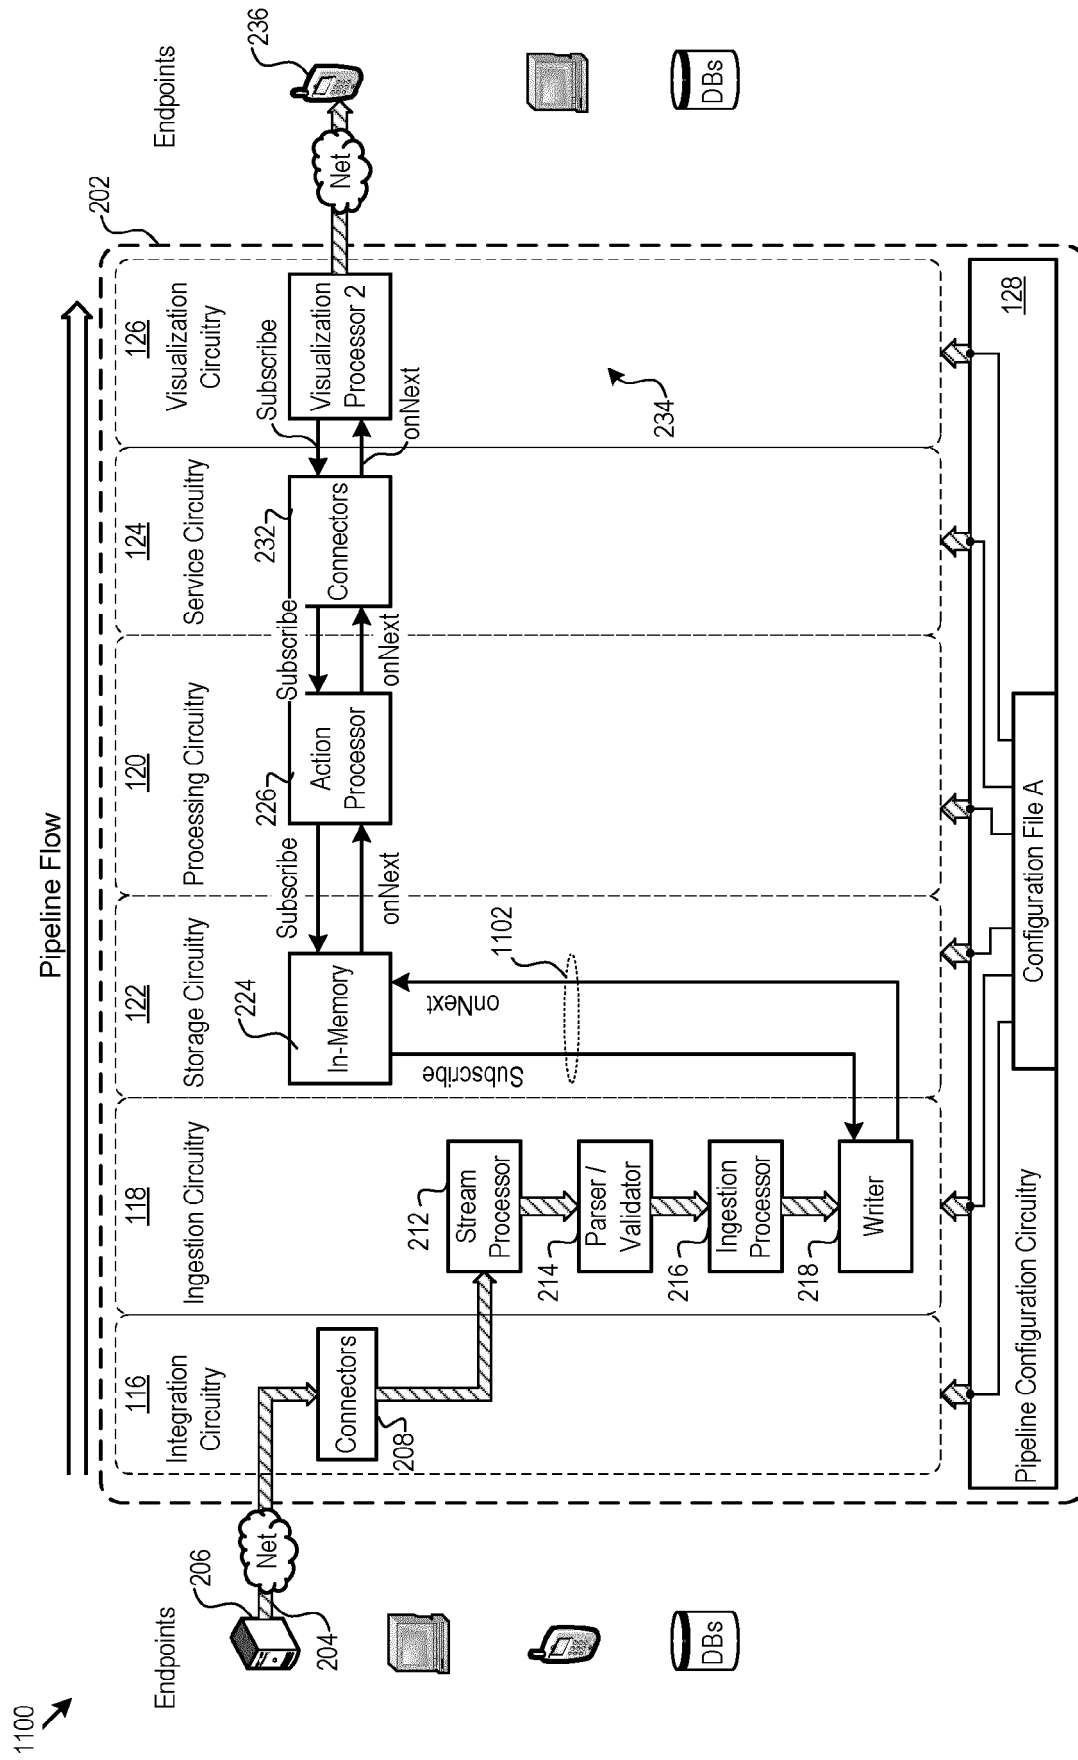 1100
Pipeline Flow
Endpoints
206
204
Net
DBs
202
116
Integration
Circuitry
Connectors
208
118
Ingestion Circuitry
212
Stream
Processor
214
Parser /
Validator
216
Ingestion
Processor
218
Writer
122
Storage Circuitry
224
In-Memory
Subscribe
onNext
1102
Subscribe
onNext
120
Processing Circuitry
226
Action
Processor
Subscribe
onNext
124
Service Circuitry
232
Connectors
Subscribe
onNext
126
Visualization
Circuitry
Visualization
Processor 2
234
Net
Endpoints
236
DBs
Pipeline Configuration Circuitry
Configuration File A
128